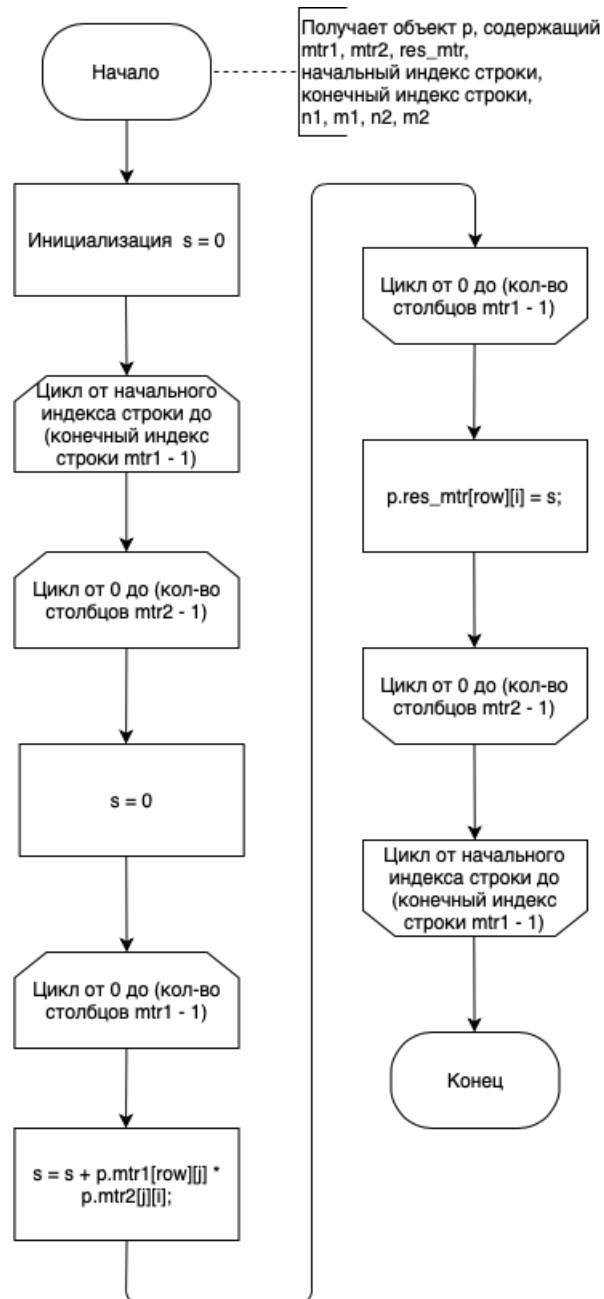 Начало
Получает объект p, содержащий
mtr1, mtr2, res_mtr,
начальный индекс строки,
конечный индекс строки,
n1, m1, n2, m2
Инициализация s = 0
Цикл от начального
индекса строки до
(конечный индекс
строки mtr1 - 1)
Цикл от 0 до (кол-во
столбцов mtr2 - 1)
s = 0
Цикл от 0 до (кол-во
столбцов mtr1 - 1)
s = s + p.mtr1[row][j] *
p.mtr2[j][i];
Цикл от 0 до (кол-во
столбцов mtr1 - 1)
p.res_mtr[row][i] = s;
Цикл от 0 до (кол-во
столбцов mtr2 - 1)
Цикл от начального
индекса строки до
(конечный индекс
строки mtr1 - 1)
Конец